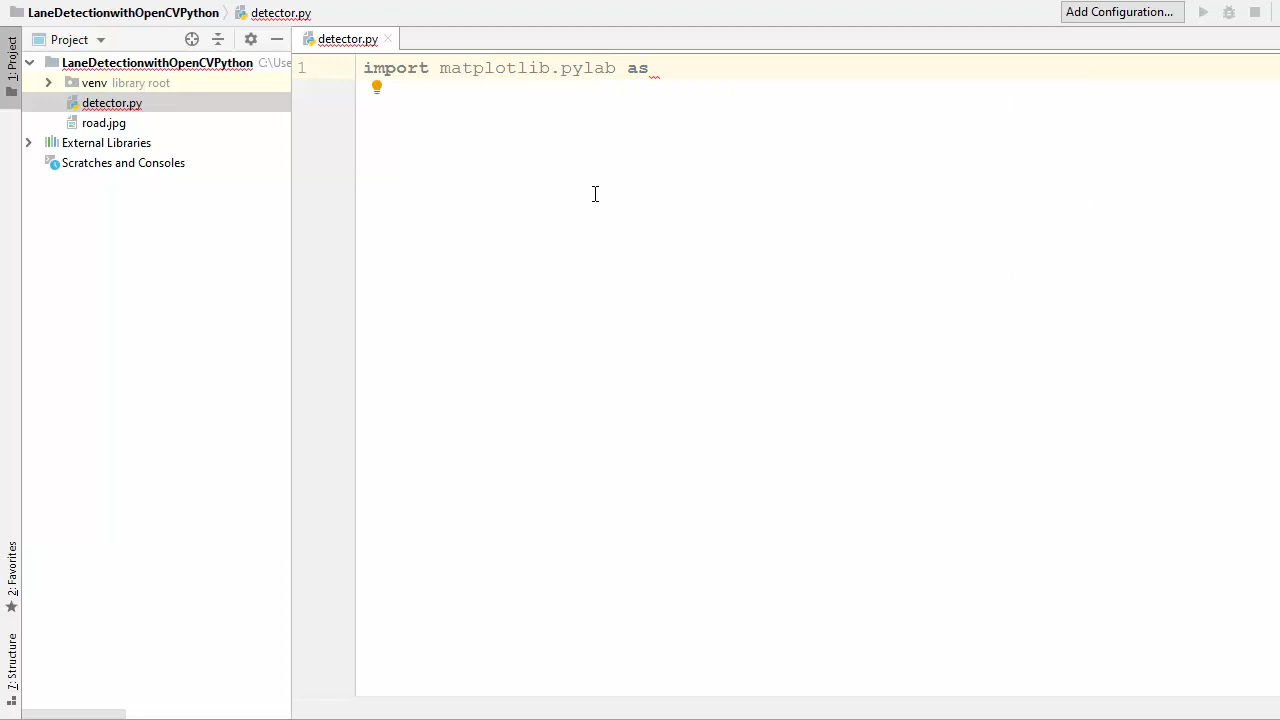 LaneDetectionwithOpenCVPython
detector.py
Add Configuration...
1: Project
Project
detector.py
LaneDetectionwithOpenCVPython C:\Use
1
import matplotlib.pylab as
venv library root
detector.py
road.jpg
External Libraries
Scratches and Consoles
2: Favorites
7: Structure